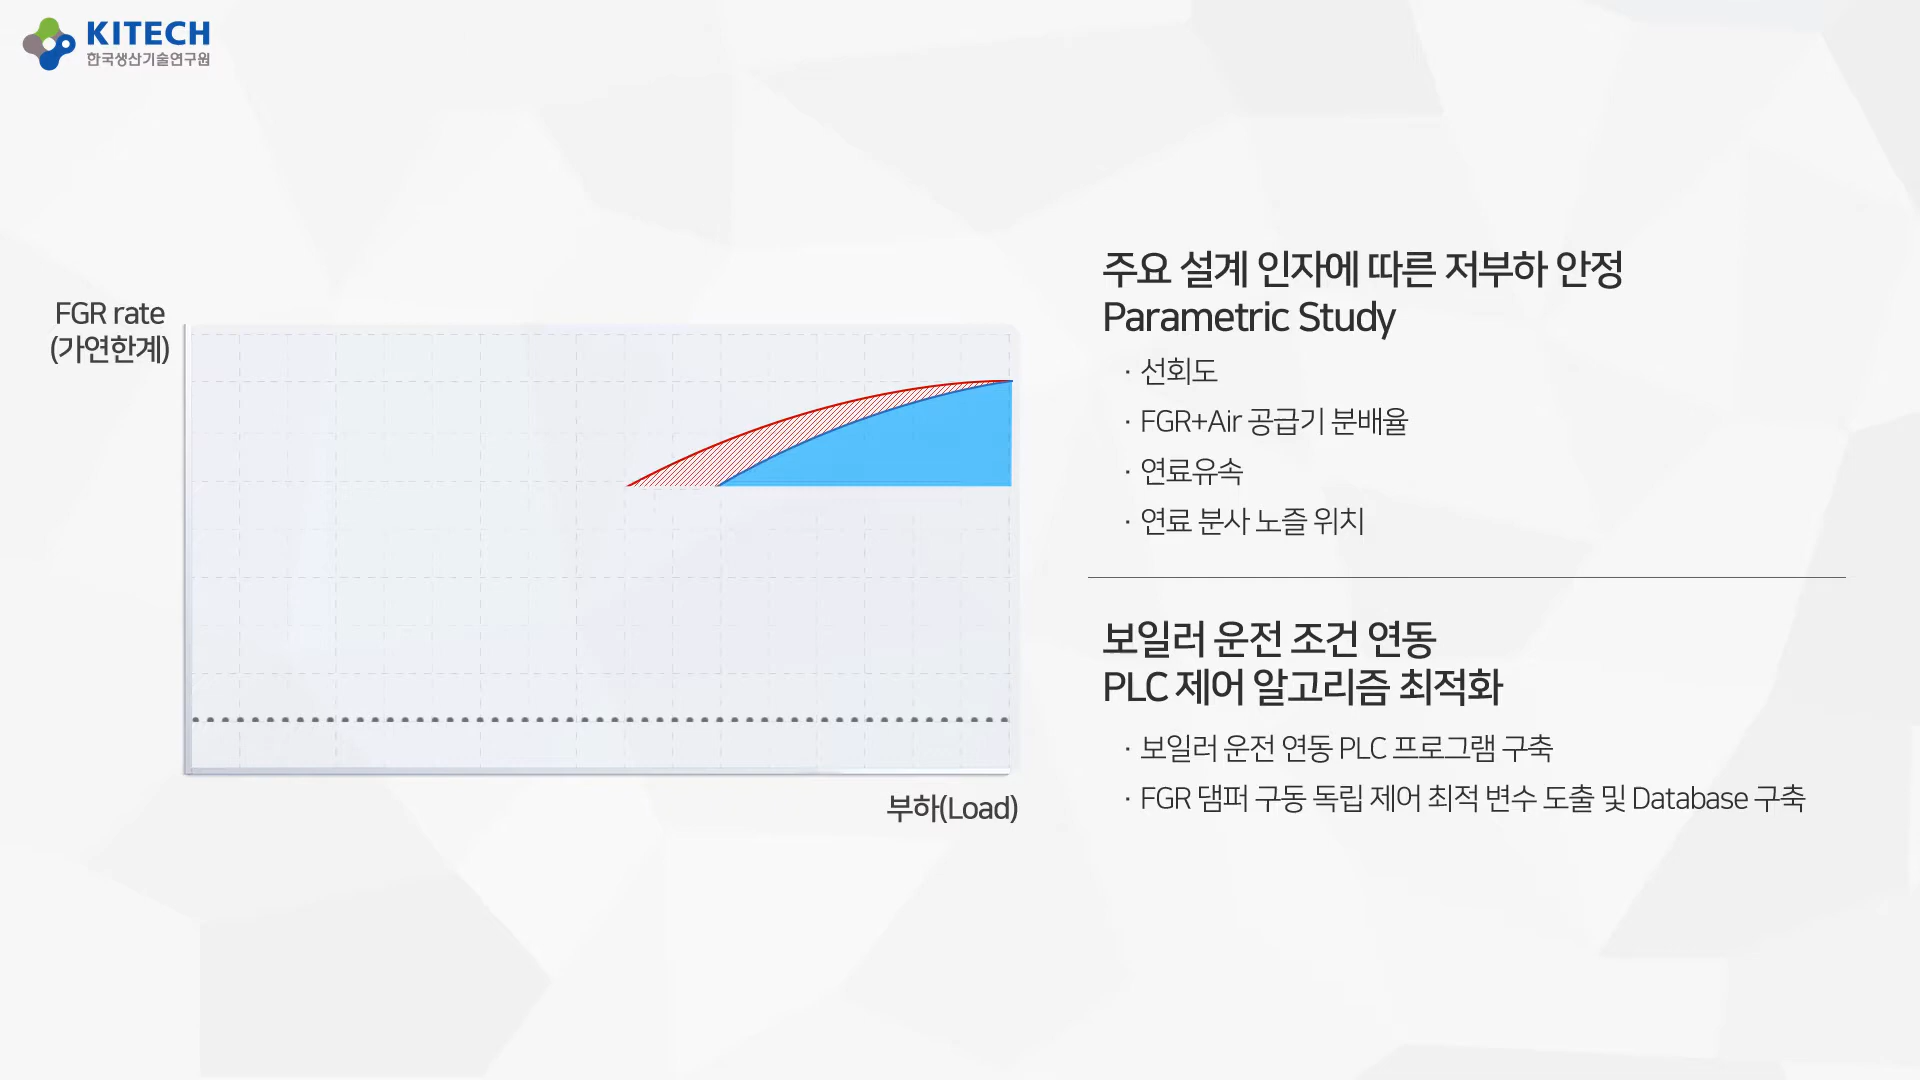 KITECH
한국생산기술연구원
FGR rate
(가연한계)
부하(Load)
주요 설계 인자에 따른 저부하 안정
Parametric Study
· 선회도
· FGR+Air 공급기 분배율
· 연료유속
· 연료 분사 노즐 위치
보일러 운전 조건 연동
PLC 제어 알고리즘 최적화
· 보일러 운전 연동 PLC 프로그램 구축
· FGR 댐퍼 구동 독립 제어 최적 변수 도출 및 Database 구축